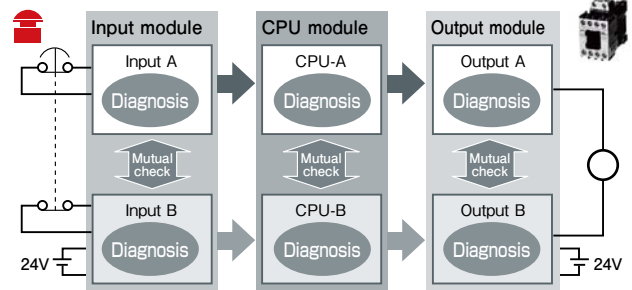 Input module
CPU module
Output module
Input A
CPU-A
Output A
Diagnosis
Diagnosis
Diagnosis
Mutual
check
Mutual
check
Mutual
check
Input B
CPU-B
Output B
Diagnosis
Diagnosis
Diagnosis
24V
24V